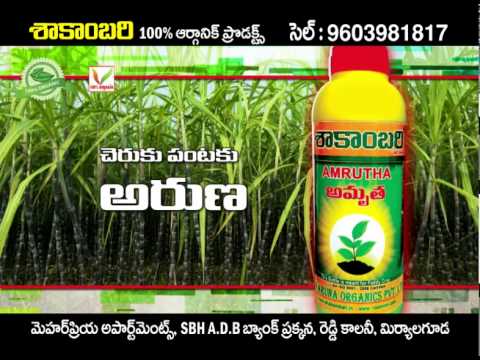 శాకాంబరి 100% ఆర్గానిక్ ప్రొడక్ట్స్ సెల్ : 9603981817
చెరుకు పంటకు
అరుణ
శాకాంబరి
AMRUTHA
అమృత
ARUNA ORGANICS PVT.
మెహర్‌ప్రియ అపార్ట్‌మెంట్స్, SBH A.D.B బ్యాంక్ ప్రక్కన, రెడ్డి కాలనీ, మిర్యాలగూడ